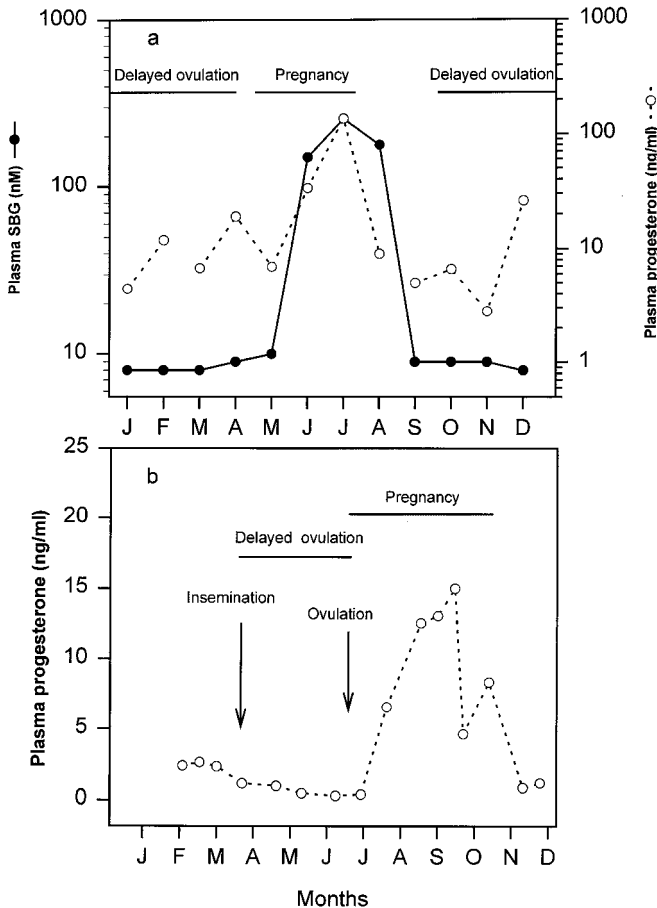 a
Delayed ovulation
Pregnancy
Delayed ovulation
Plasma SBG (nM)
1000
100
10
Plasma progesterone (ng/ml)
1000
100
10
1
J F M A M J J A S O N D
b
Pregnancy
Delayed ovulation
Insemination
Ovulation
Plasma progesterone (ng/ml)
25
20
15
10
5
0
J F M A M J J A S O N D
Months